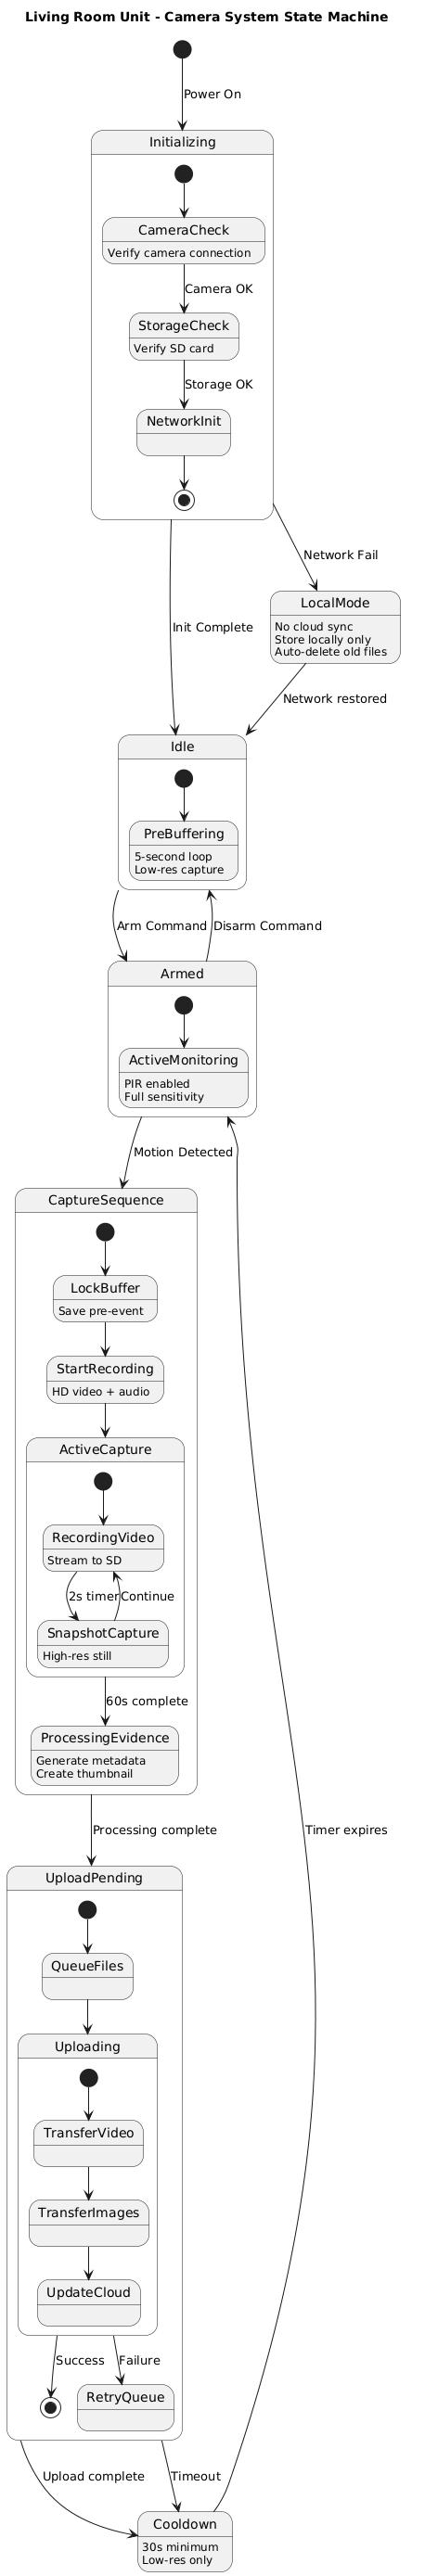 Living Room Unit - Camera System State Machine
Power On
Initializing
CameraCheck
Verify camera connection
Camera OK
StorageCheck
Verify SD card
Storage OK
NetworkInit
Network Fail
LocalMode
No cloud sync
Store locally only
Auto-delete old files
Init Complete
Network restored
Idle
PreBuffering
5-second loop
Low-res capture
Arm Command
Disarm Command
Armed
ActiveMonitoring
PIR enabled
Full sensitivity
Motion Detected
CaptureSequence
LockBuffer
Save pre-event
StartRecording
HD video + audio
ActiveCapture
RecordingVideo
Stream to SD
2s timer
Continue
SnapshotCapture
High-res still
60s complete
ProcessingEvidence
Generate metadata
Create thumbnail
Processing complete
Timer expires
UploadPending
QueueFiles
Uploading
TransferVideo
TransferImages
UpdateCloud
Success
Failure
RetryQueue
Upload complete
Timeout
Cooldown
30s minimum
Low-res only